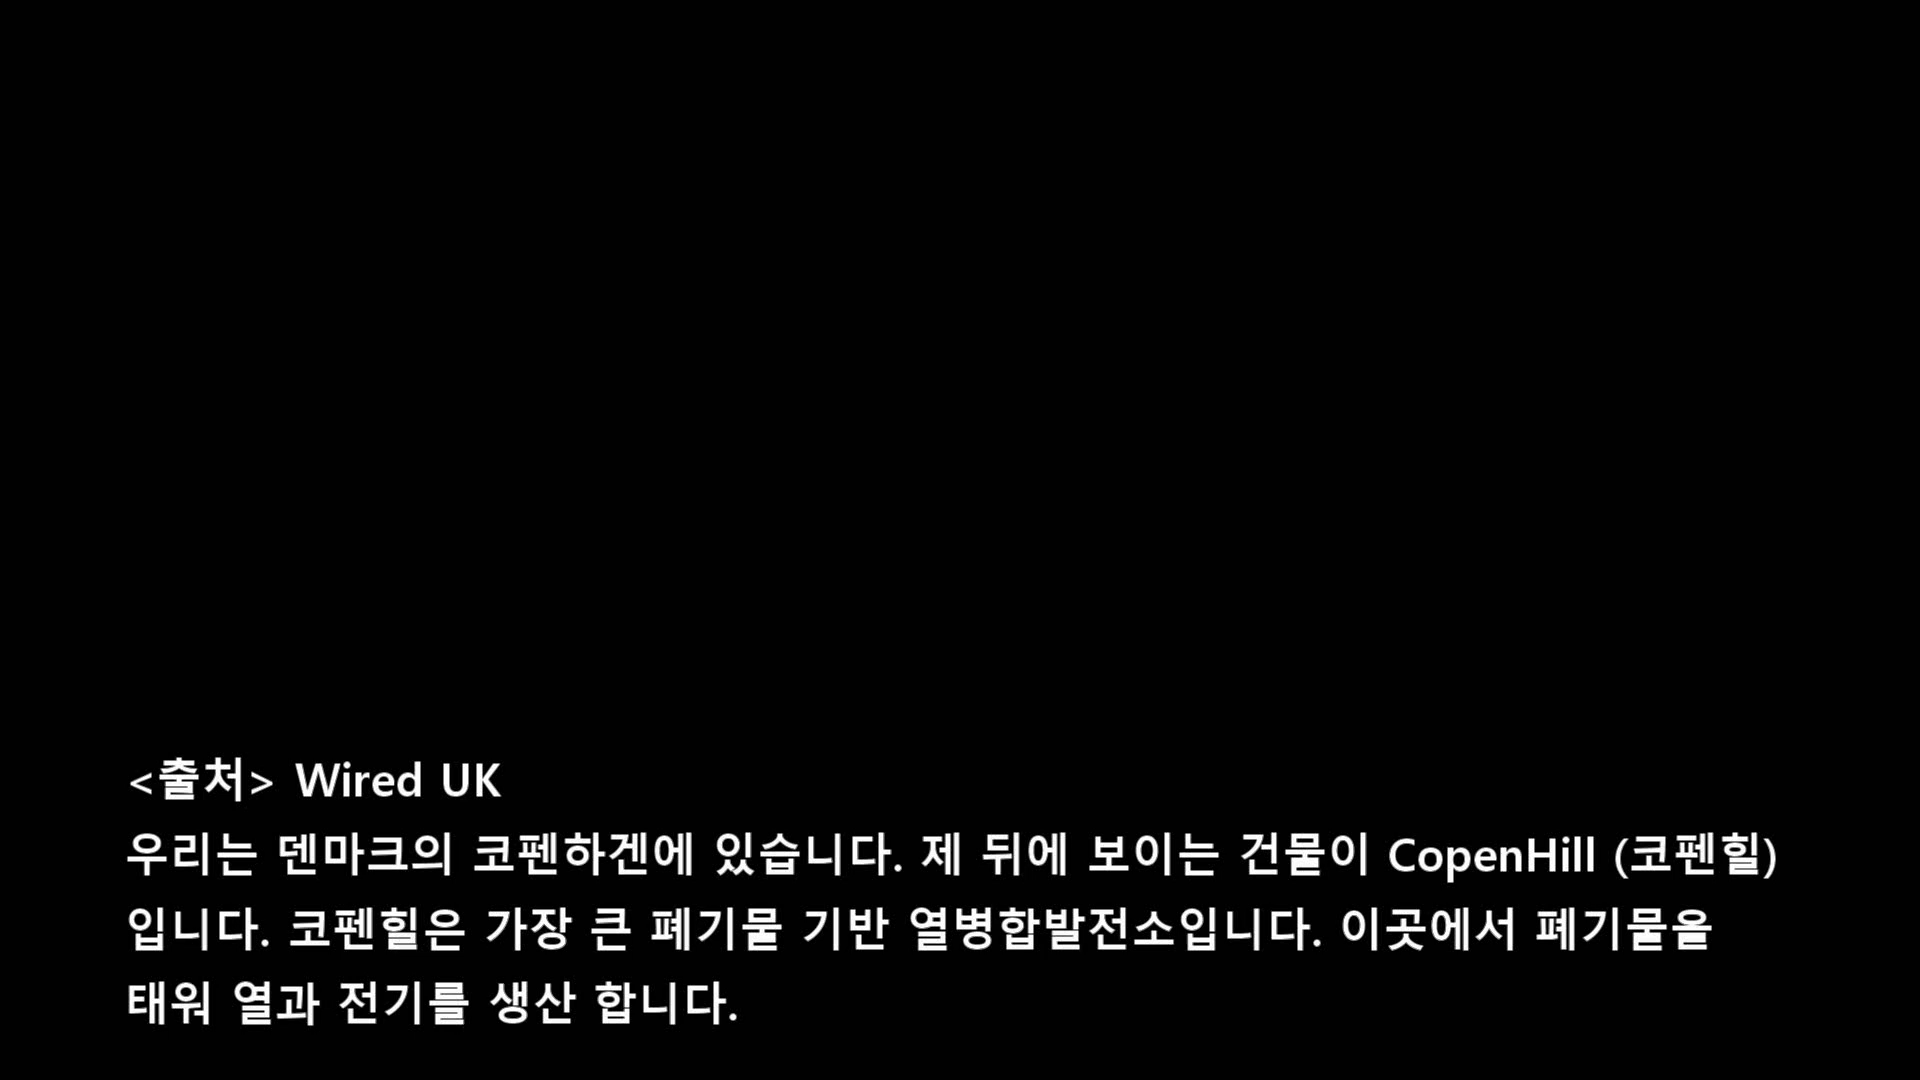 <출처> Wired UK
우리는 덴마크의 코펜하겐에 있습니다. 제 뒤에 보이는 건물이 CopenHill (코펜힐)
입니다. 코펜힐은 가장 큰 폐기물 기반 열병합발전소입니다. 이곳에서 폐기물을
태워 열과 전기를 생산 합니다.